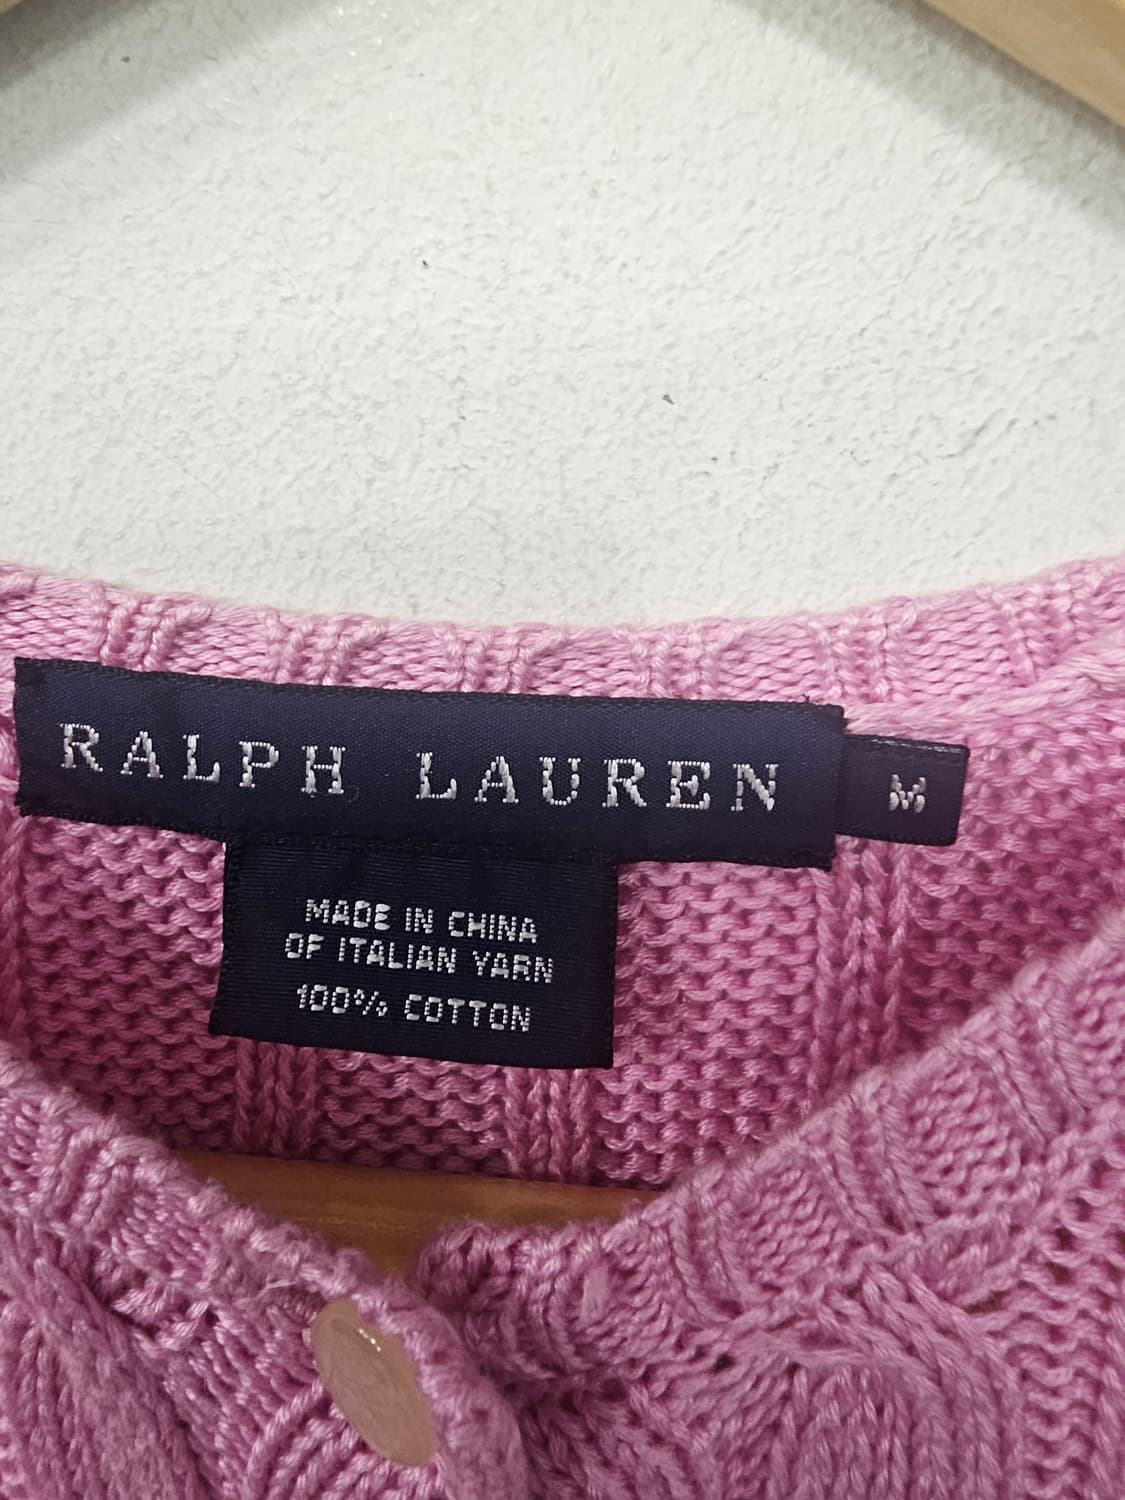 RALPH LAUREN
M
MADE IN CHINA
OF ITALIAN YARN
100% COTTON